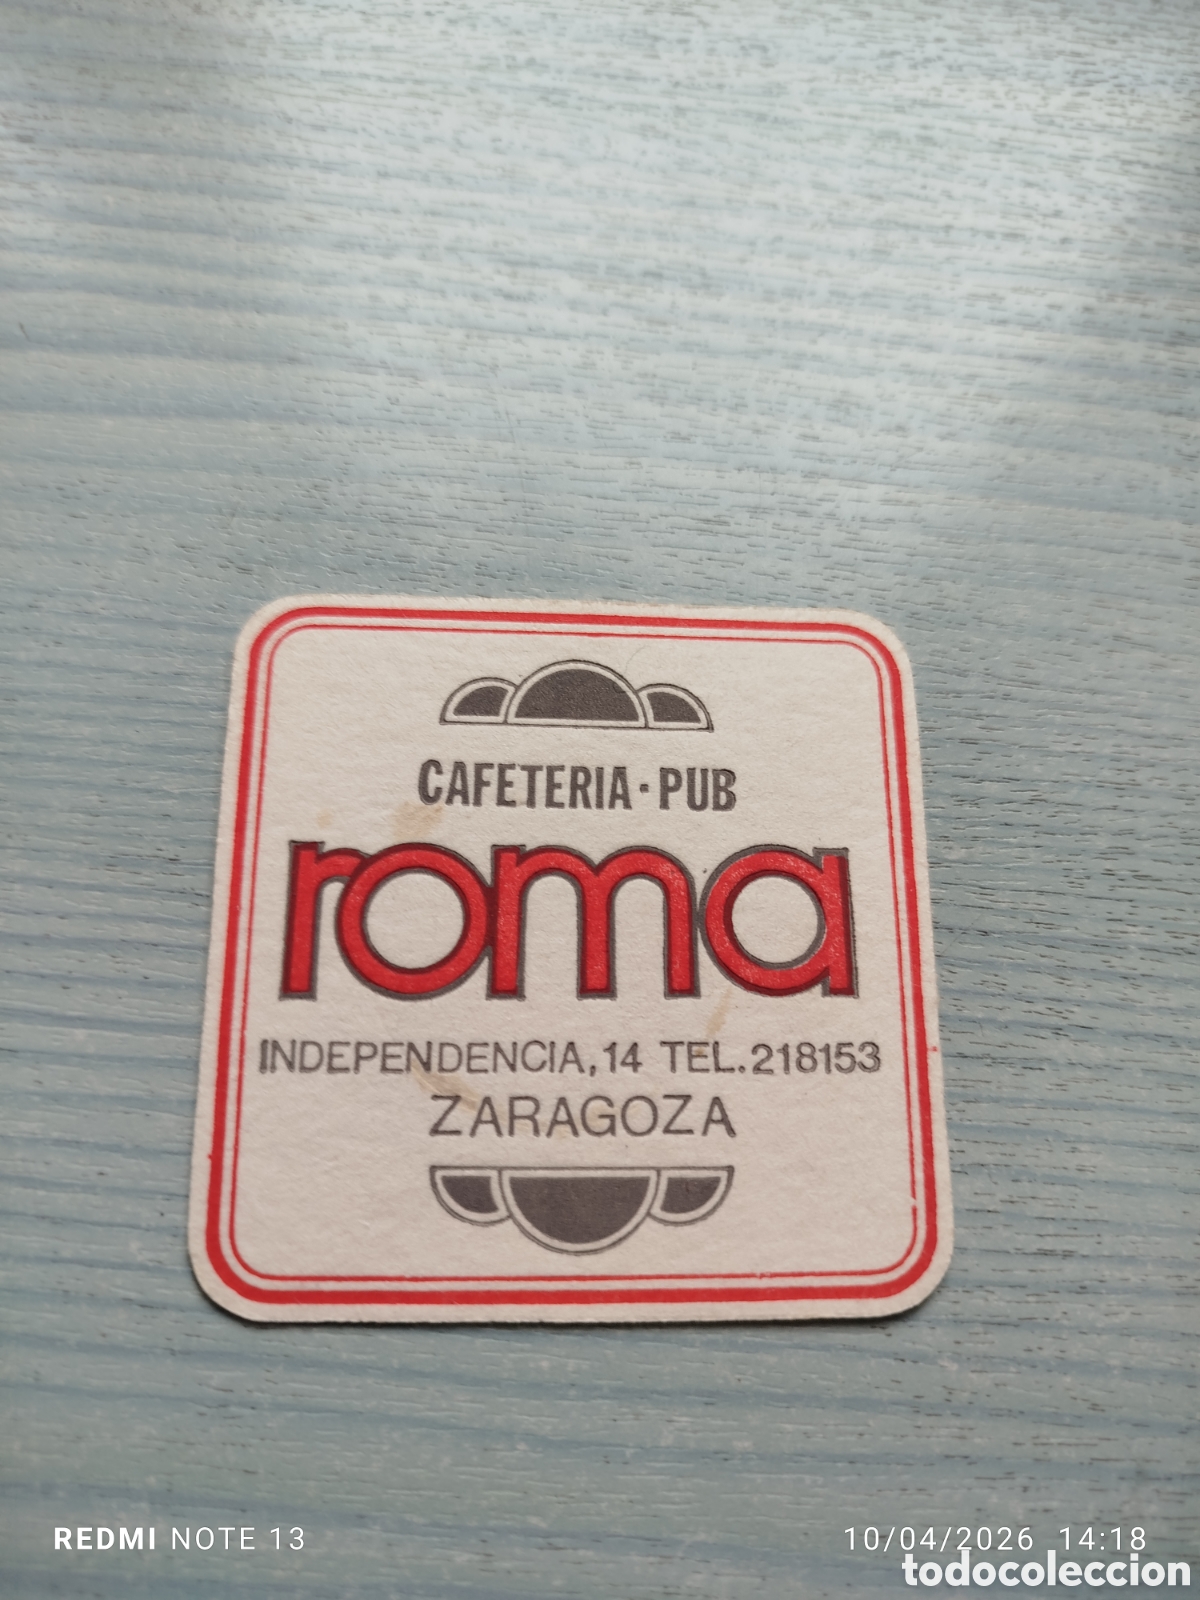 CAFETERIA · PUB
roma
INDEPENDENCIA, 14 TEL. 218153
ZARAGOZA
REDMI NOTE 13
10/04/2026 14:18
todocoleccion